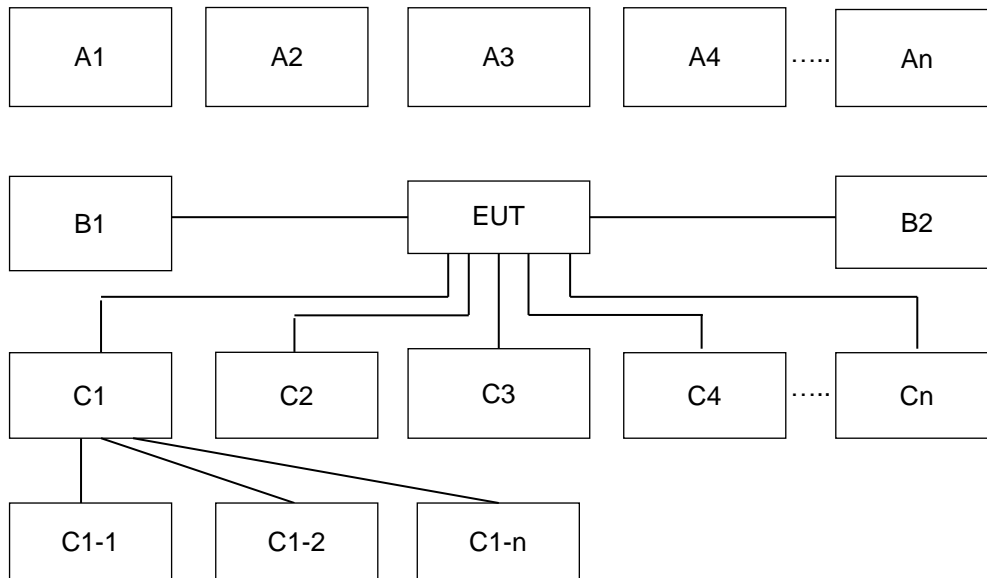 A1 A2 A3 A4 ..... An
B1 EUT B2
C1 C2 C3 C4 ..... Cn
C1-1 C1-2 C1-n